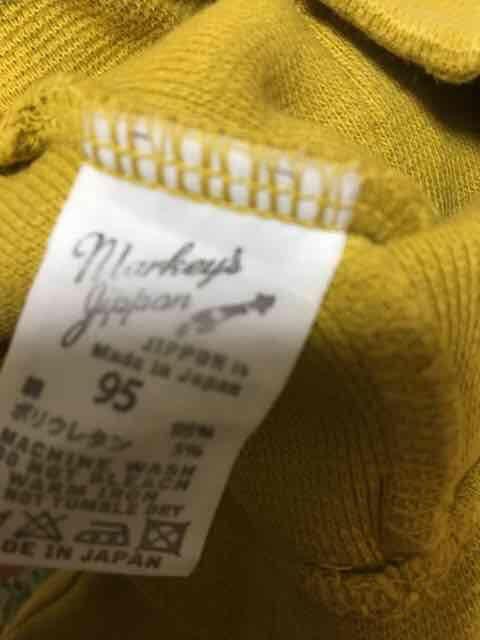 Markey's
Jippon
JIPPON is
Made in Japan
95
綿
ポリウレタン 5%
MACHINE WASH
DO NOT BLEACH
WARM IRON
NOT TUMBLE DRY
DE IN JAPAN